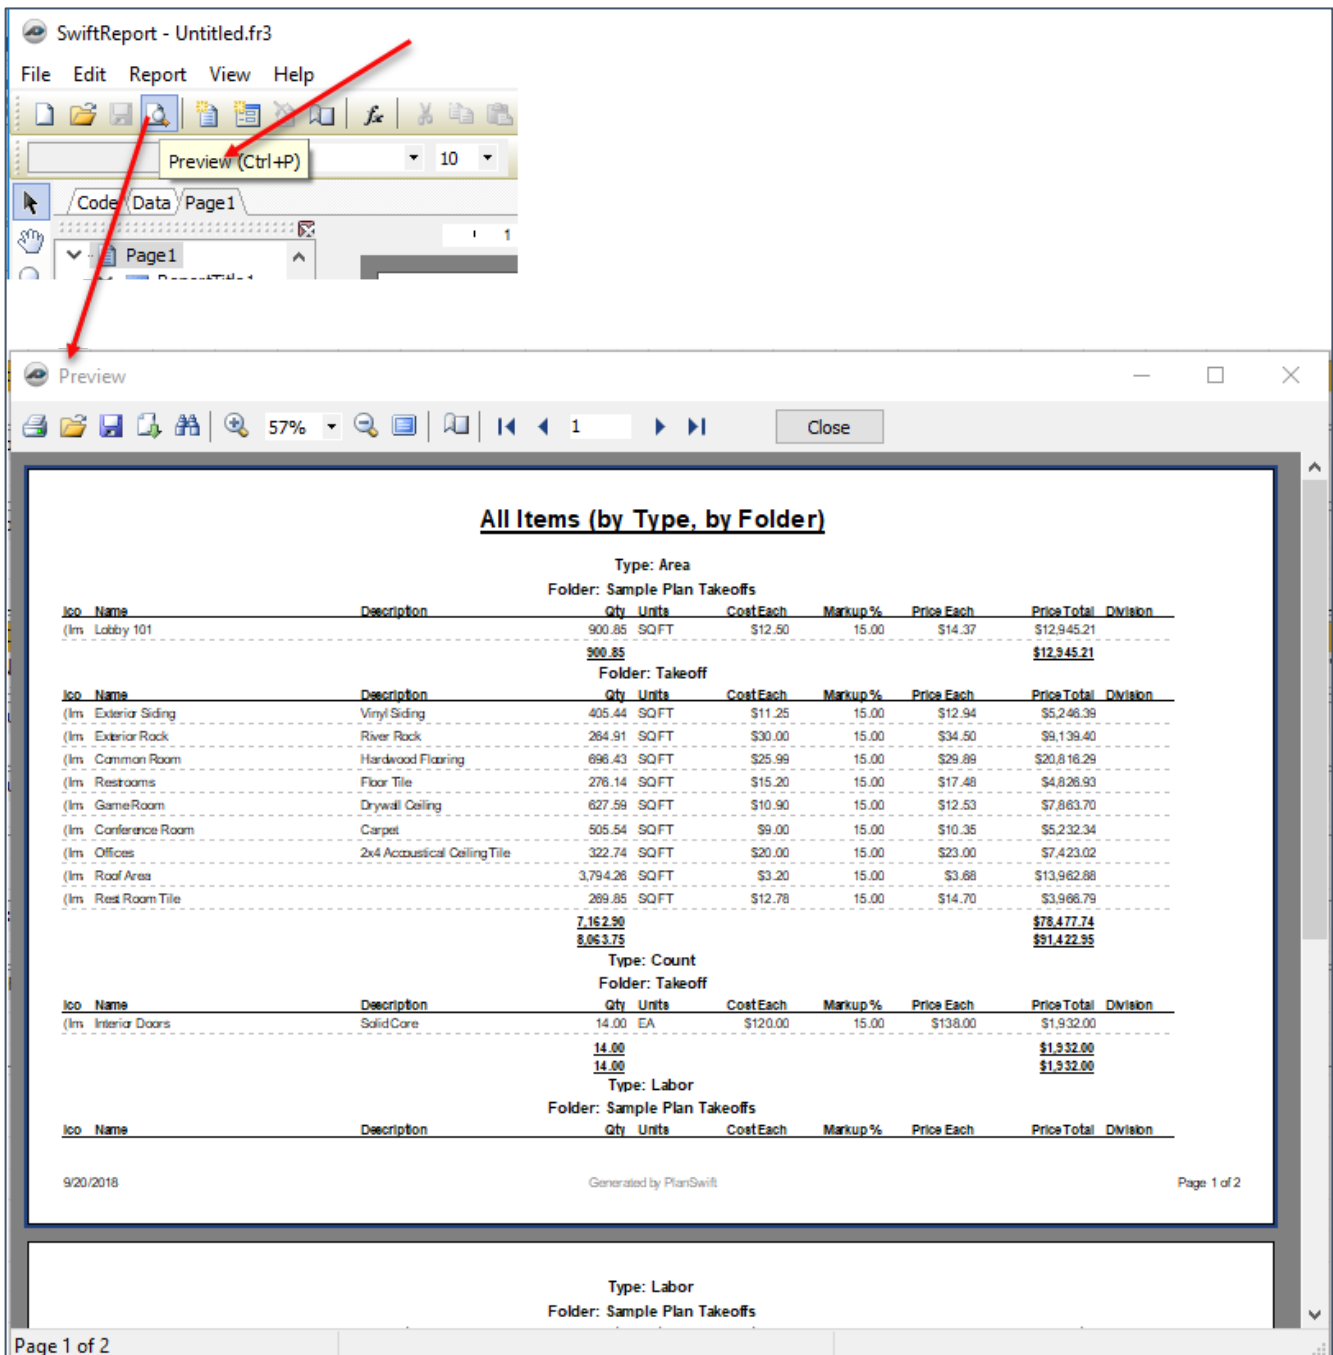 SwiftReport - Untitled.fr3
File Edit Report View Help
Preview (Ctrl+P) 10
Code Data Page1
1
Page1
Preview
57% 1 Close
All Items (by Type, by Folder)
Type: Area
Folder: Sample Plan Takeoffs
Ico Name Description Qty Units Cost Each Markup % Price Each Price Total Division
(Im Lobby 101 900.85 SQFT $12.50 15.00 $14.37 $12,945.21
900.85 $12,945.21
Folder: Takeoff
Ico Name Description Qty Units Cost Each Markup % Price Each Price Total Division
(Im Exterior Siding Vinyl Siding 405.44 SQFT $11.25 15.00 $12.94 $5,246.39
(Im Exterior Rock River Rock 264.91 SQFT $30.00 15.00 $34.50 $9,139.40
(Im Common Room Hardwood Flooring 696.43 SQFT $25.99 15.00 $29.89 $20,816.29
(Im Restrooms Floor Tile 276.14 SQFT $15.20 15.00 $17.48 $4,826.93
(Im Game Room Drywall Ceiling 627.59 SQFT $10.90 15.00 $12.53 $7,863.70
(Im Conference Room Carpet 505.54 SQFT $9.00 15.00 $10.35 $5,232.34
(Im Offices 2x4 Accoustical Ceiling Tile 322.74 SQFT $20.00 15.00 $23.00 $7,423.02
(Im Roof Area 3,794.26 SQFT $3.20 15.00 $3.68 $13,962.88
(Im Rest Room Tile 269.85 SQFT $12.78 15.00 $14.70 $3,966.79
7,162.90 $78,477.74
8,063.75 $91,422.95
Type: Count
Folder: Takeoff
Ico Name Description Qty Units Cost Each Markup % Price Each Price Total Division
(Im Interior Doors Solid Core 14.00 EA $120.00 15.00 $138.00 $1,932.00
14.00 $1,932.00
14.00 $1,932.00
Type: Labor
Folder: Sample Plan Takeoffs
Ico Name Description Qty Units Cost Each Markup % Price Each Price Total Division
9/20/2018 Generated by PlanSwift Page 1 of 2
Type: Labor
Folder: Sample Plan Takeoffs
Page 1 of 2